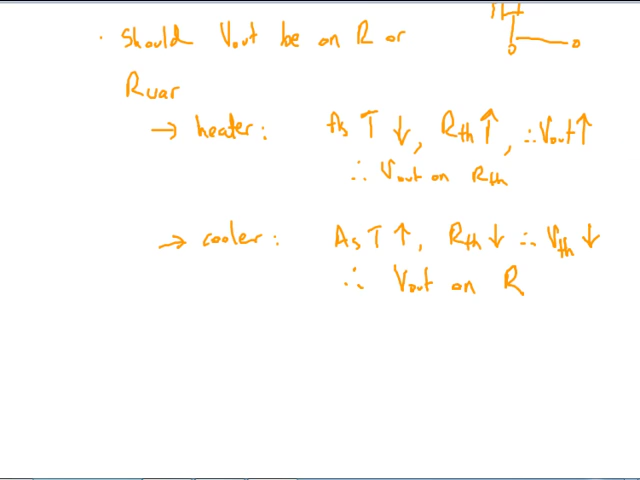 · Should Vout be on R or
Rvar
→ heater: As T ↓, Rth ↑, ∴ Vout ↑
∴ Vout on Rth
→ cooler: As T ↑, Rth ↓ ∴ Vth ↓
∴ Vout on R